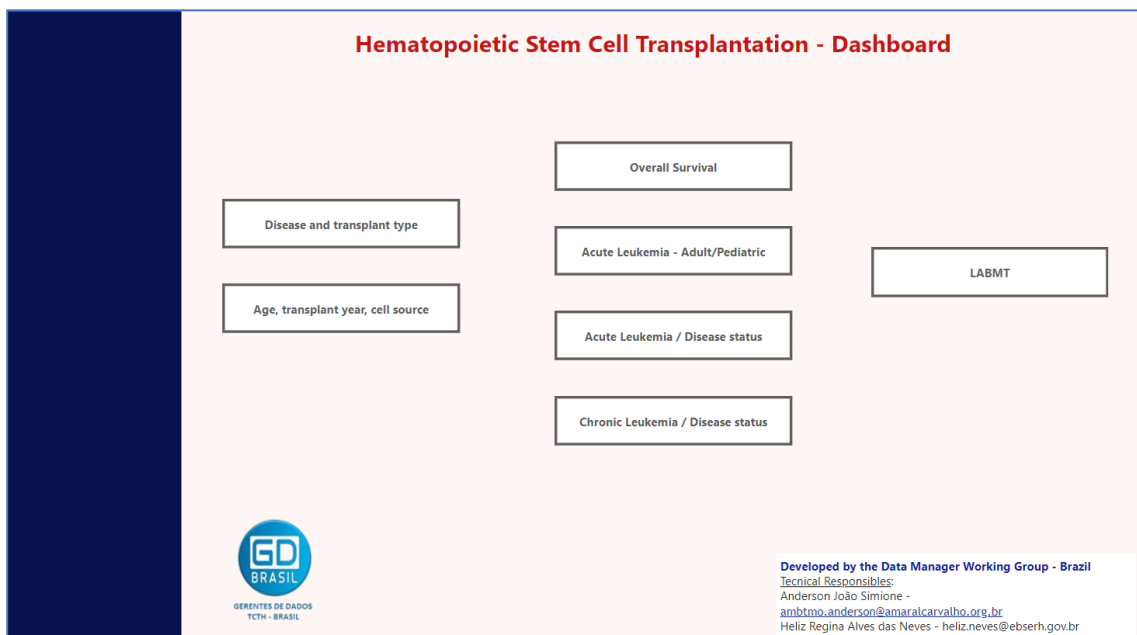 Hematopoietic Stem Cell Transplantation - Dashboard
Disease and transplant type
Age, transplant year, cell source
Overall Survival
Acute Leukemia - Adult/Pediatric
Acute Leukemia / Disease status
Chronic Leukemia / Disease status
LABMT
GD
BRASIL
GERENTES DE DADOS
TCTH - BRASIL
Developed by the Data Manager Working Group - Brazil
Tecnical Responsibles:
Anderson João Simione -
ambtmo.anderson@amaralcarvalho.org.br
Heliz Regina Alves das Neves - heliz.neves@ebserh.gov.br